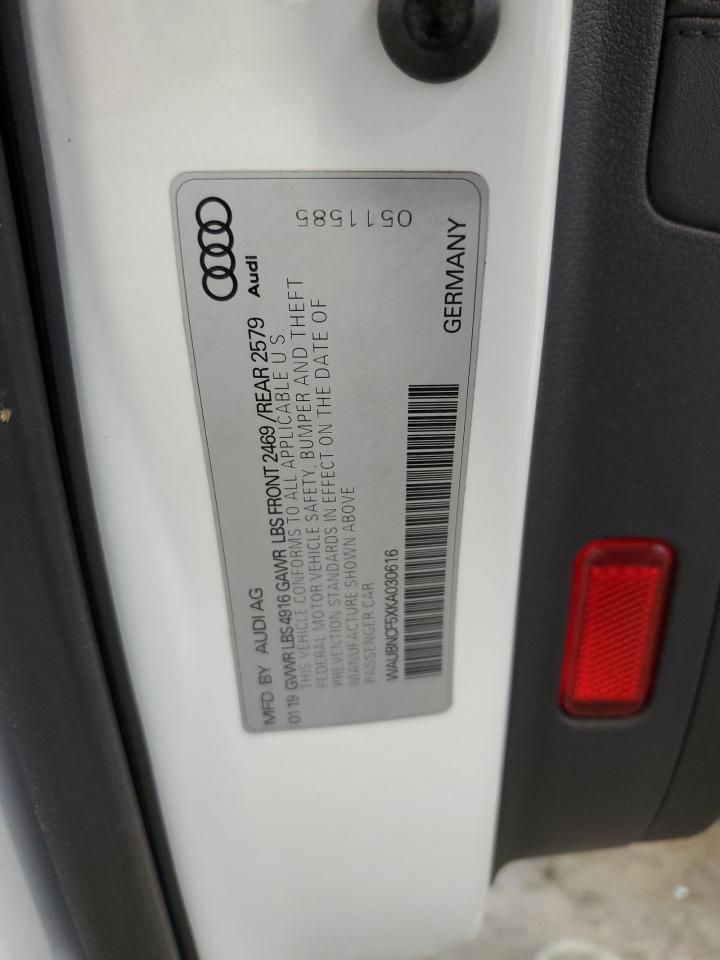 MFD BY AUDI AG
Audi
01 19 GVWR LBS 4916 GAWR LBS FRONT 2469 /REAR 2579
THIS VEHICLE CONFORMS TO ALL APPLICABLE U.S.
FEDERAL MOTOR VEHICLE SAFETY, BUMPER AND THEFT
PREVENTION STANDARDS IN EFFECT ON THE DATE OF
MANUFACTURE SHOWN ABOVE
PASSENGER CAR
0511585
WAUBNCF5XKA030616
GERMANY